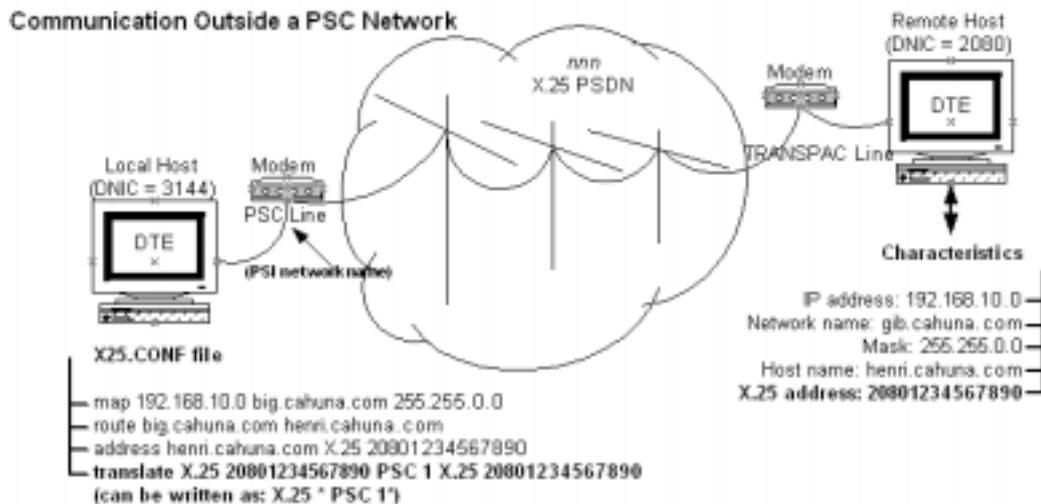 Communication Outside a PSC Network
Remote Host
(DNIC = 2080)
nnn
X.25 PSDN
Modem
DTE
TRANSPAC Line
Local Host
(DNIC = 3144)
Modem
PSC Line
DTE
(PSI network name)
Characteristics
IP address: 192.168.10.0
Network name: gib.cahuna.com
Mask: 255.255.0.0
Host name: henri.cahuna.com
X.25 address: 20801234567890
X25.CONF file
map 192.168.10.0 big.cahuna.com 255.255.0.0
route big.cahuna.com henri.cahuna.com
address henri.cahuna.com X.25 20801234567890
translate X.25 20801234567890 PSC 1 X.25 20801234567890
(can be written as: X.25 * PSC 1*)